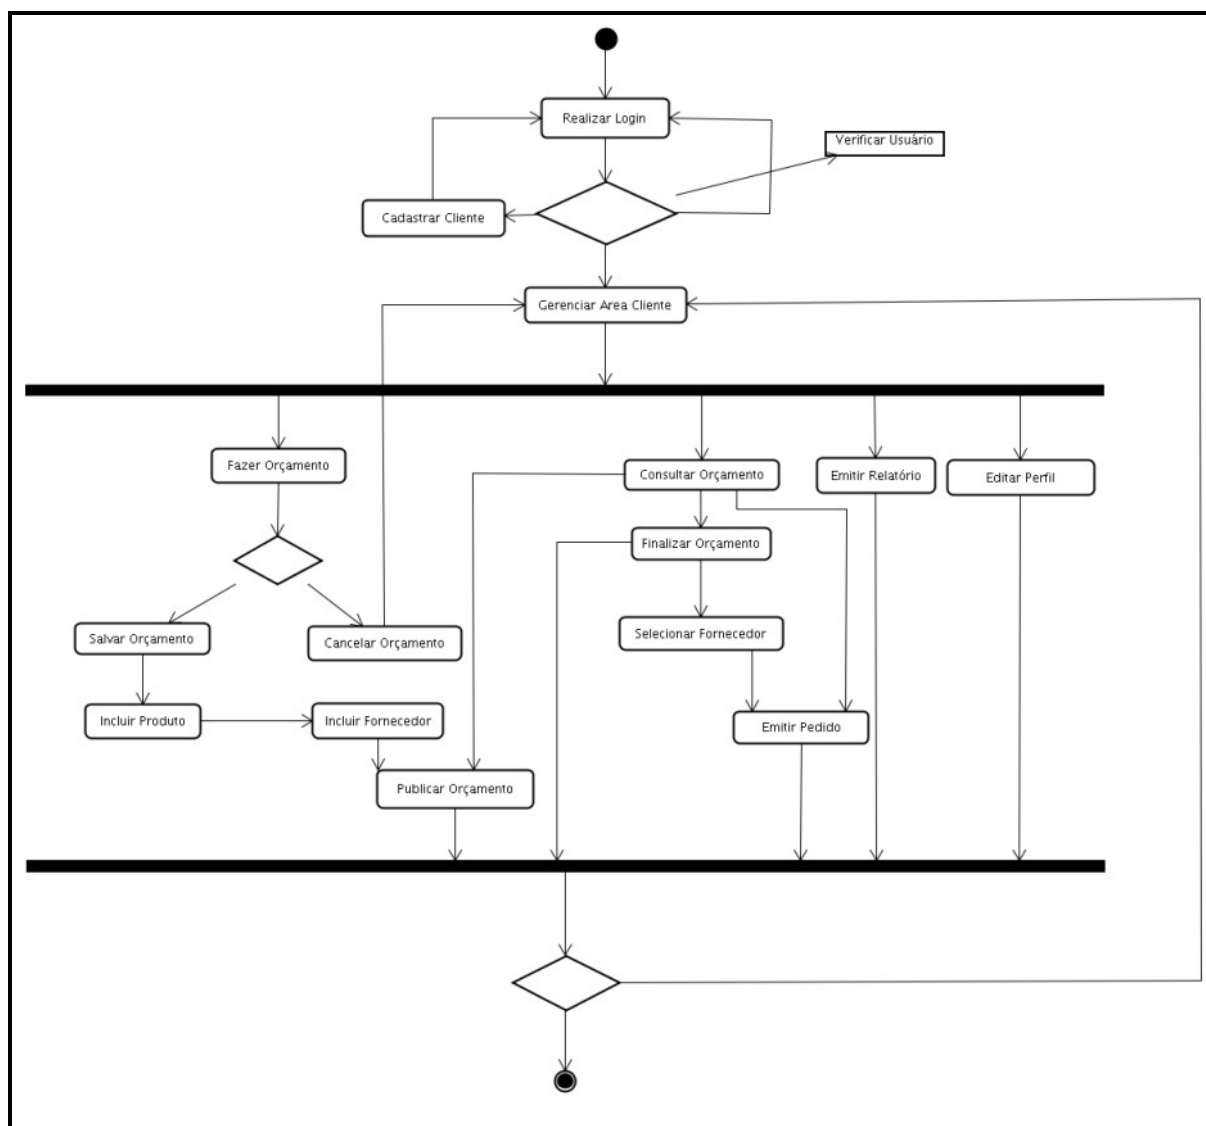 Realizar Login
Verificar Usuário
Cadastrar Cliente
Gerenciar Area Cliente
Fazer Orçamento
Consultar Orçamento
Emitir Relatório
Editar Perfil
Finalizar Orçamento
Salvar Orçamento
Cancelar Orçamento
Selecionar Fornecedor
Incluir Produto
Incluir Fornecedor
Emitir Pedido
Publicar Orçamento